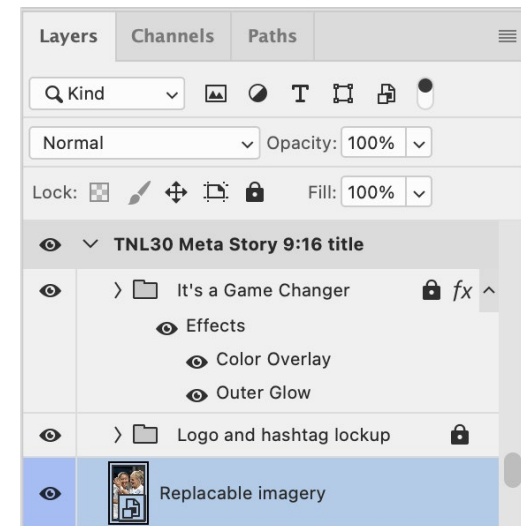 Layers Channels Paths
Kind
Normal Opacity: 100%
Lock: Fill: 100%
TNL30 Meta Story 9:16 title
It's a Game Changer fx
Effects
Color Overlay
Outer Glow
Logo and hashtag lockup
Replacable imagery